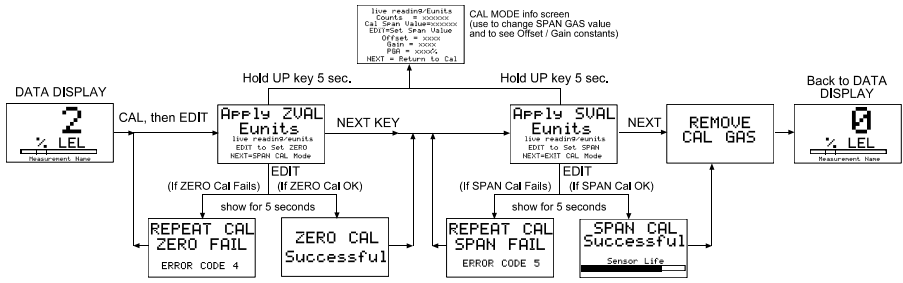 live reading/Eunits
Counts = xxxxxx
Cal Span Value=xxxxxx
EDIT=Set Span Value
Offset = xxxx
Gain = xxxx
PGA = xxxx%
NEXT = Return to Cal
CAL MODE info screen
(use to change SPAN GAS value
and to see Offset / Gain constants)
Hold UP key 5 sec.
Hold UP key 5 sec.
DATA DISPLAY
2
% LEL
Measurement Name
CAL, then EDIT
Apply ZVAL
Eunits
live reading/eunits
EDIT to Set ZERO
NEXT=SPAN CAL Mode
NEXT KEY
Apply SVAL
Eunits
live reading/eunits
EDIT to Set SPAN
NEXT=EXIT CAL Mode
NEXT
REMOVE
CAL GAS
Back to DATA
DISPLAY
0
% LEL
Measurement Name
EDIT
(If ZERO Cal Fails)
(If ZERO Cal OK)
show for 5 seconds
EDIT
(If SPAN Cal Fails)
(If SPAN Cal OK)
show for 5 seconds
REPEAT CAL
ZERO FAIL
ERROR CODE 4
ZERO CAL
Successful
REPEAT CAL
SPAN FAIL
ERROR CODE 5
SPAN CAL
Successful
Sensor Life